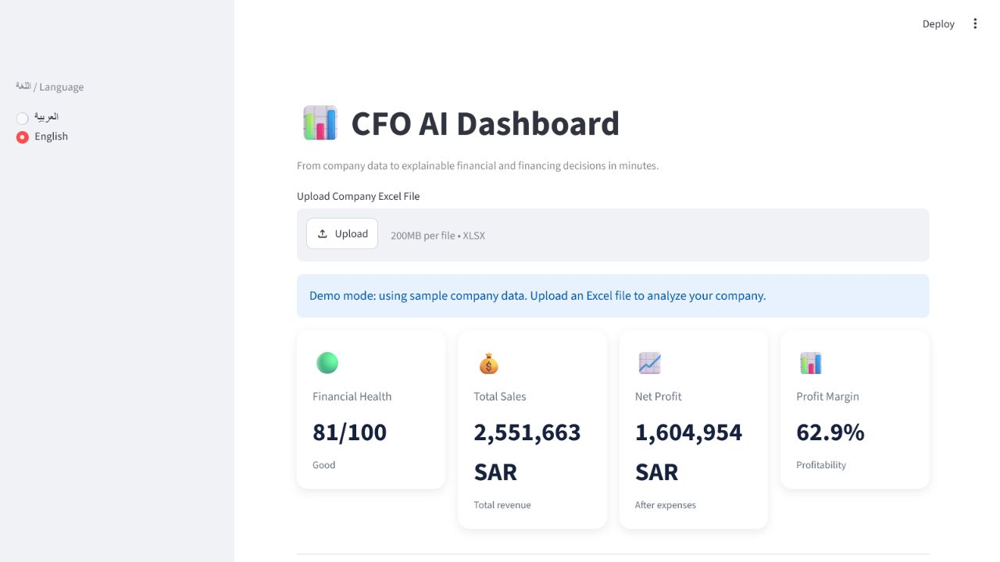 Deploy
اللغة / Language
العربية
English
CFO AI Dashboard
From company data to explainable financial and financing decisions in minutes.
Upload Company Excel File
Upload
200MB per file • XLSX
Demo mode: using sample company data. Upload an Excel file to analyze your company.
Financial Health
81/100
Good
Total Sales
2,551,663
SAR
Total revenue
Net Profit
1,604,954
SAR
After expenses
Profit Margin
62.9%
Profitability